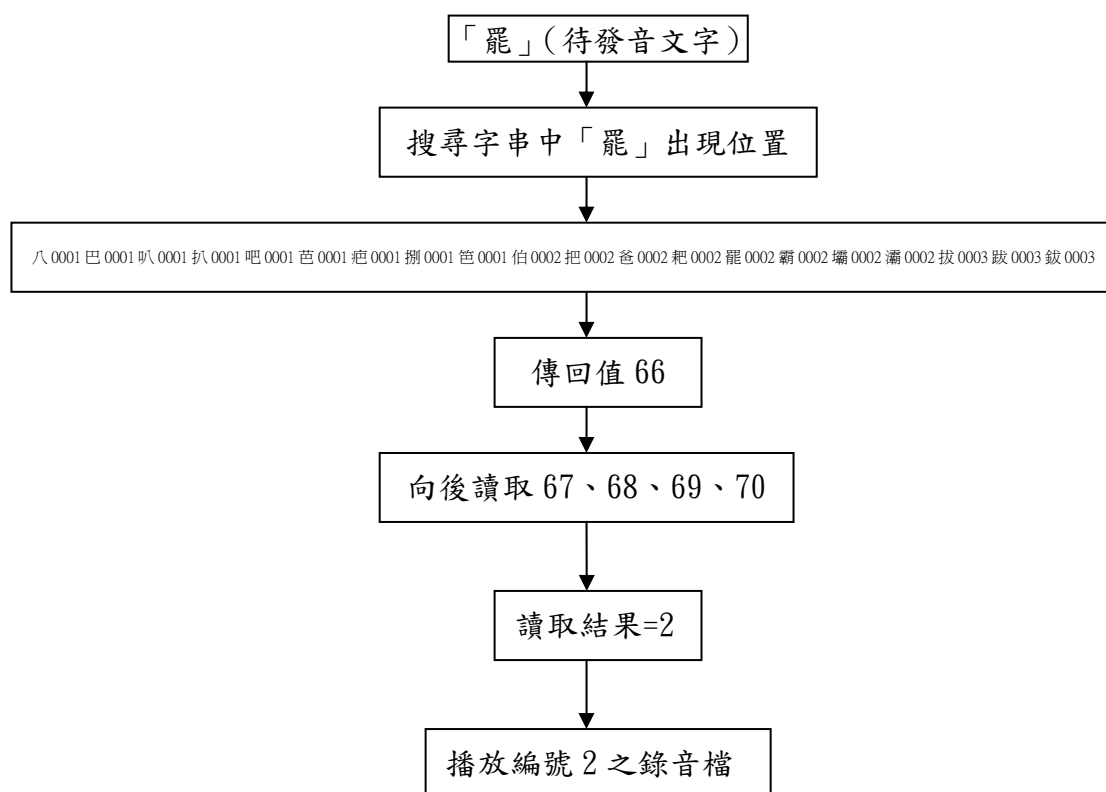 「罷」(待發音文字)
搜尋字串中「罷」出現位置
八0001巴0001叭0001扒0001吧0001芭0001疤0001捌0001笆0001伯0002把0002爸0002耙0002罷0002霸0002壩0002灞0002拔0003跋0003鈸0003
傳回值 66
向後讀取 67、68、69、70
讀取結果=2
播放編號 2 之錄音檔